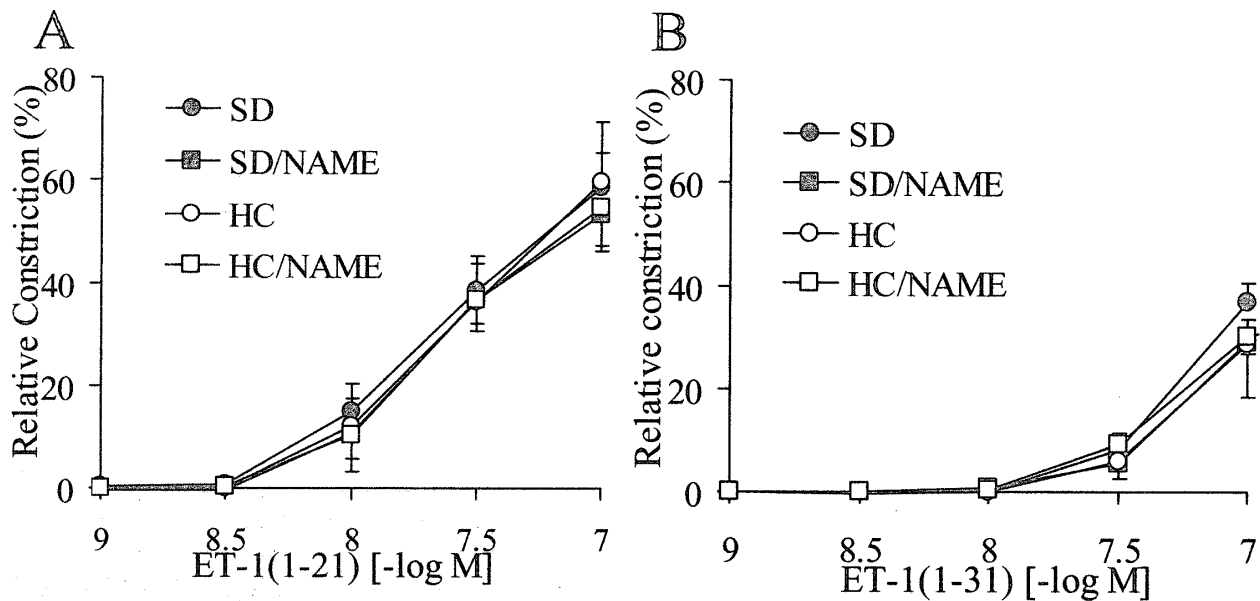 A
Relative Constriction (%)
80
60
40
20
0
SD
SD/NAME
HC
HC/NAME
9
8.5
8
7.5
7
ET-1(1-21) [-log M]
B
Relative constriction (%)
80
60
40
20
0
SD
SD/NAME
HC
HC/NAME
9
8.5
8
7.5
7
ET-1(1-31) [-log M]